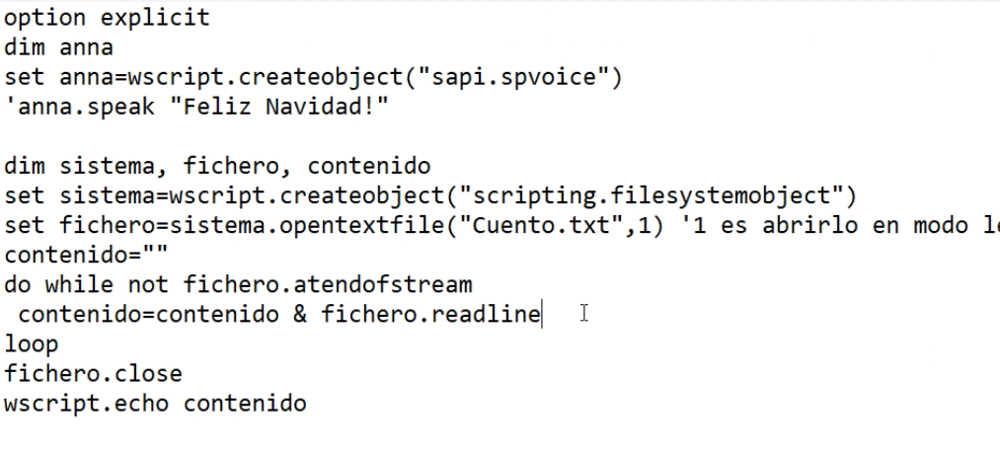 option explicit
dim anna
set anna=wscript.createobject("sapi.spvoice")
'anna.speak "Feliz Navidad!"
dim sistema, fichero, contenido
set sistema=wscript.createobject("scripting.filesystemobject")
set fichero=sistema.opentextfile("Cuento.txt",1) '1 es abrirlo en modo
contenido=""
do while not fichero.atendofstream
 contenido=contenido & fichero.readline
loop
fichero.close
wscript.echo contenido